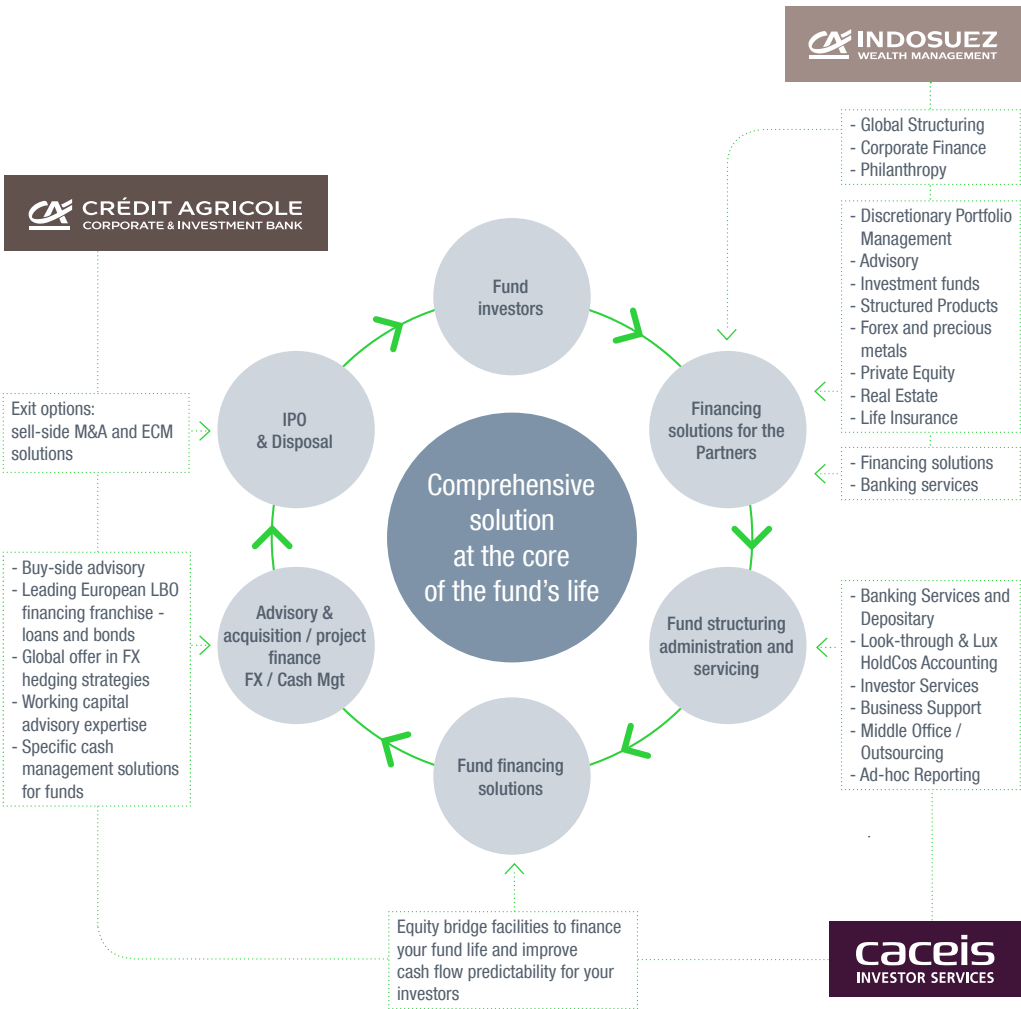 INDOSUEZ
WEALTH MANAGEMENT
- Global Structuring
- Corporate Finance
- Philanthropy
CRÉDIT AGRICOLE
CORPORATE & INVESTMENT BANK
- Discretionary Portfolio
Management
- Advisory
- Investment funds
- Structured Products
- Forex and precious
metals
- Private Equity
- Real Estate
- Life Insurance
- Financing solutions
- Banking services
Fund
investors
Financing
solutions for the
Partners
IPO
& Disposal
Exit options:
sell-side M&A and ECM
solutions
Comprehensive
solution
at the core
of the fund's life
- Buy-side advisory
- Leading European LBO
financing franchise -
loans and bonds
- Global offer in FX
hedging strategies
- Working capital
advisory expertise
- Specific cash
management solutions
for funds
Advisory &
acquisition / project
finance
FX / Cash Mgt
Fund structuring
administration and
servicing
- Banking Services and
Depositary
- Look-through & Lux
HoldCos Accounting
- Investor Services
- Business Support
- Middle Office /
Outsourcing
- Ad-hoc Reporting
Fund financing
solutions
Equity bridge facilities to finance
your fund life and improve
cash flow predictability for your
investors
caceis
INVESTOR SERVICES